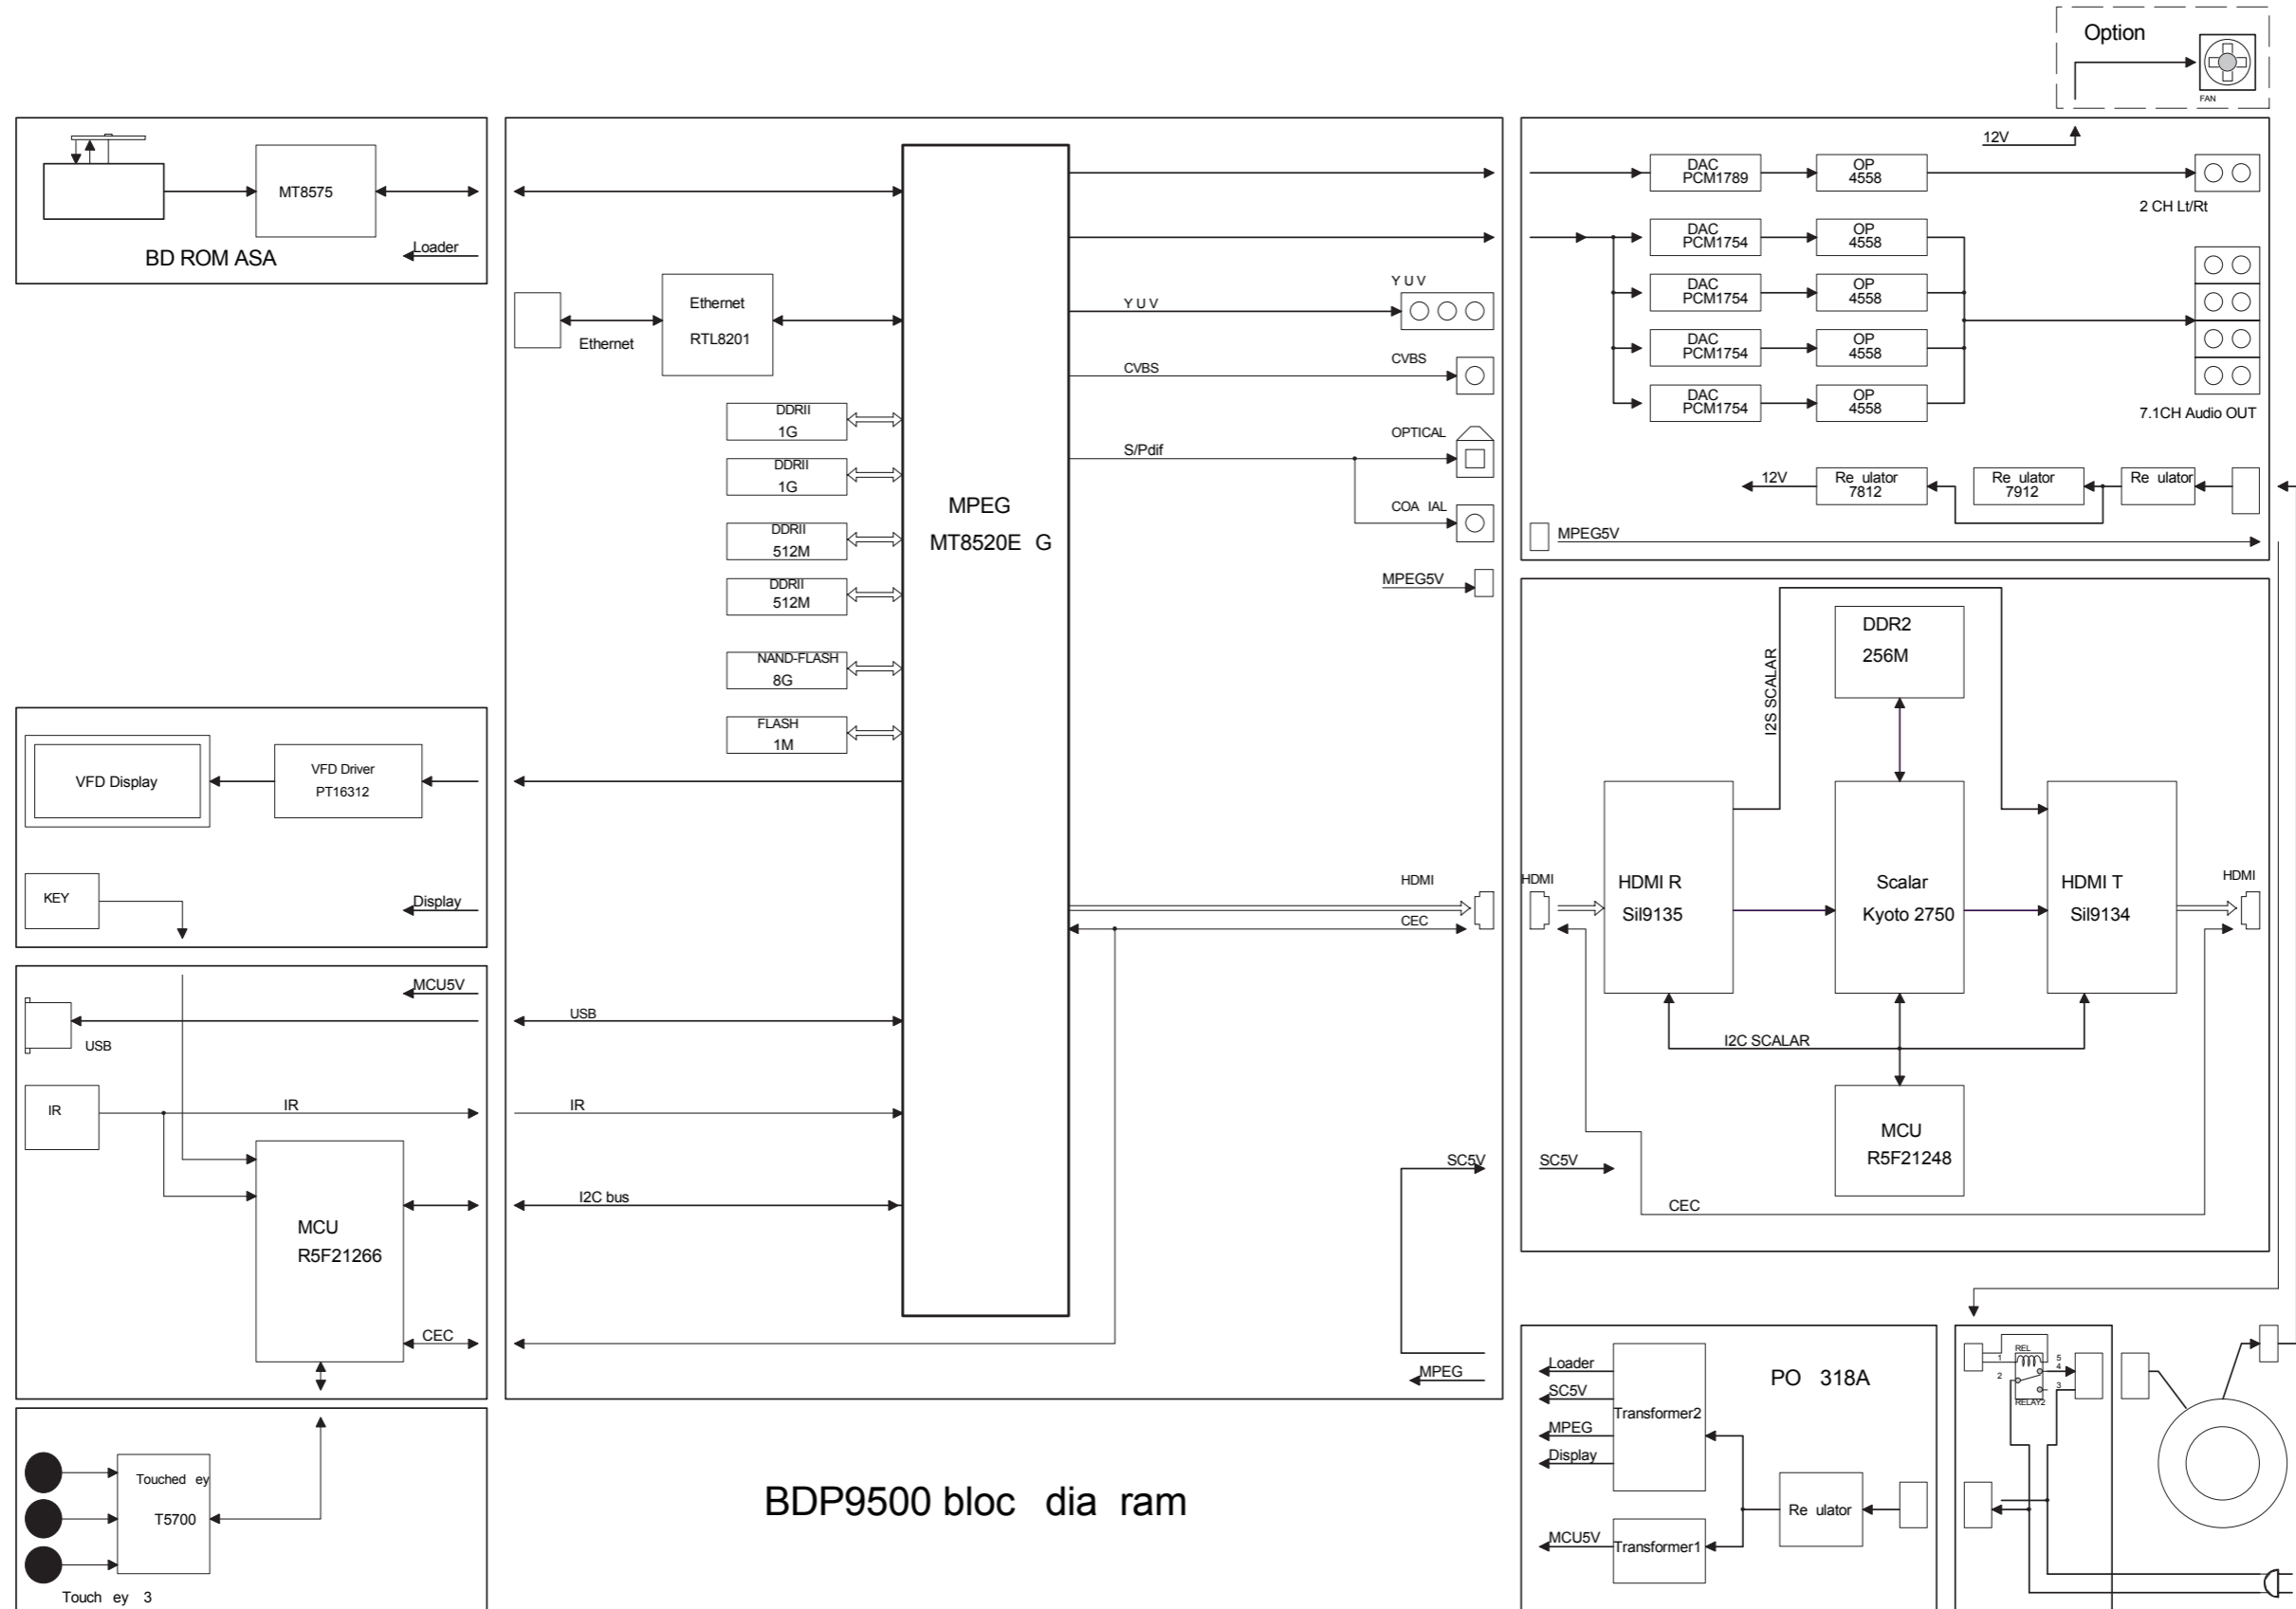 Option
FAN
MT8575
BD ROM ASA
Loader
Ethernet
RTL8201
Ethernet
DDRII
1G
DDRII
1G
DDRII
512M
DDRII
512M
NAND-FLASH
8G
FLASH
1M
MPEG
MT8520E G
Y U V
Y U V
CVBS
CVBS
S/Pdif
OPTICAL
COA IAL
MPEG5V
HDMI
CEC
USB
IR
I2C bus
SC5V
MPEG
12V
DAC
PCM1789
OP
4558
2 CH Lt/Rt
DAC
PCM1754
OP
4558
DAC
PCM1754
OP
4558
DAC
PCM1754
OP
4558
DAC
PCM1754
OP
4558
7.1CH Audio OUT
12V
Re ulator
7812
Re ulator
7912
Re ulator
MPEG5V
VFD Display
VFD Driver
PT16312
KEY
Display
MCU5V
USB
IR
IR
MCU
R5F21266
CEC
Touched ey
T5700
Touch ey 3
I2S SCALAR
DDR2
256M
HDMI
HDMI R
Sil9135
Scalar
Kyoto 2750
HDMI T
Sil9134
HDMI
I2C SCALAR
MCU
R5F21248
SC5V
CEC
Loader
SC5V
MPEG
Display
Transformer2
PO 318A
Re ulator
MCU5V
Transformer1
REL
1
2
5
4
3
RELAY2
BDP9500 bloc dia ram